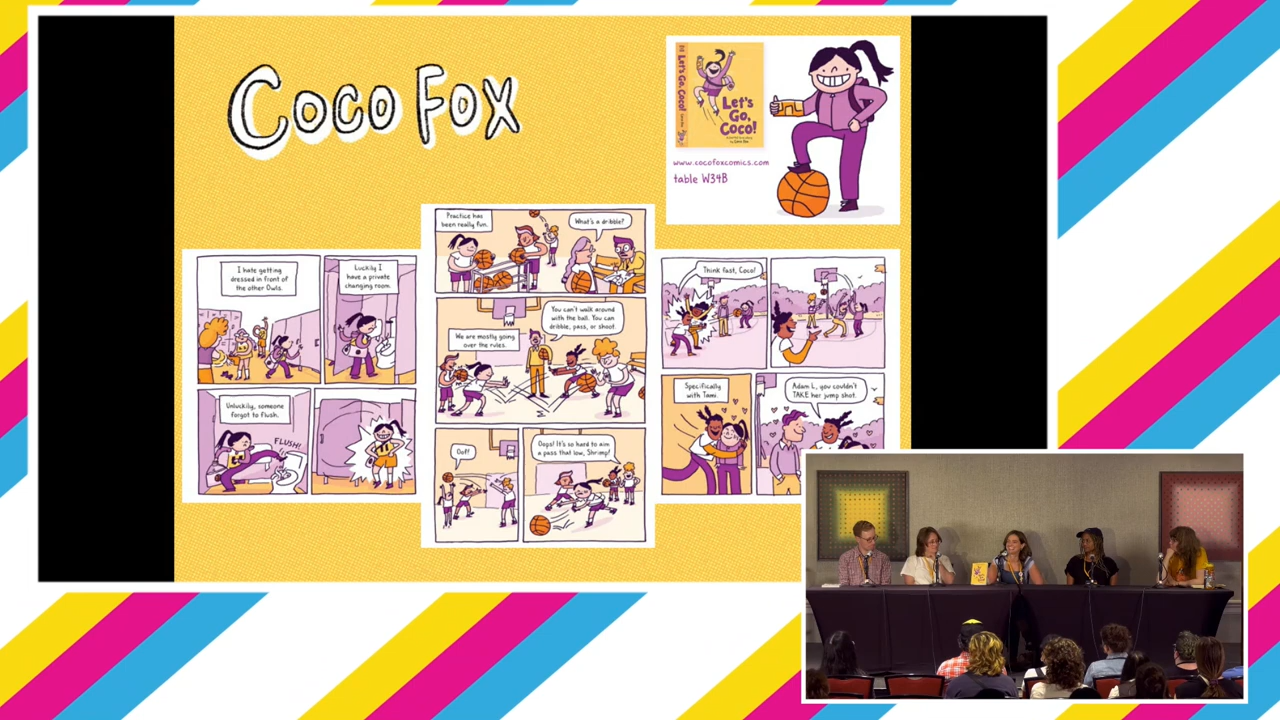 Coco Fox
Let's Go, Coco!
Let's
Go,
Coco!
www.cocofoxcomics.com
table W34B
I hate getting
dressed in front of
the other Owls.
Luckily I
have a private
changing room.
Unluckily, someone
forgot to flush.
FLUSH!
Practice has
been really fun.
What's a dribble?
You can't walk around
with the ball. You can
dribble, pass, or shoot.
We are mostly going
over the rules.
Oof!
Oops! It's so hard to aim
a pass that low, Shrimp!
Think fast, Coco!
Specifically
with Tami.
Adam L, you couldn't
TAKE her jump shot.